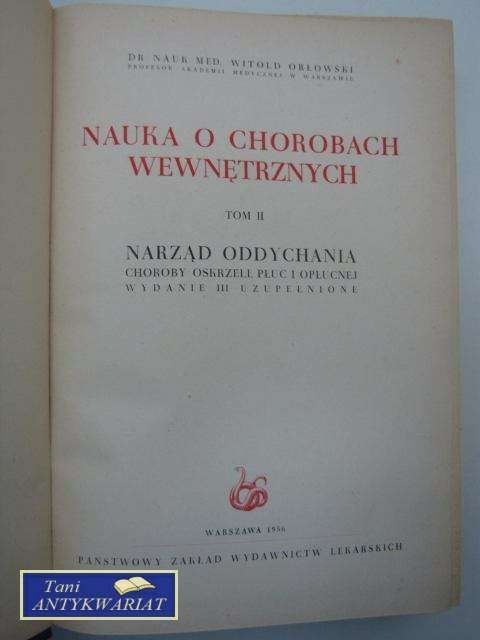 DR NAUK MED. WITOLD ORŁOWSKI
PROFESOR AKADEMII MEDYCZNEJ W WARSZAWIE
NAUKA O CHOROBACH
WEWNĘTRZNYCH
TOM II
NARZĄD ODDYCHANIA
CHOROBY OSKRZELI, PŁUC I OPŁUCNEJ
WYDANIE III UZUPEŁNIONE
WARSZAWA 1956
PAŃSTWOWY ZAKŁAD WYDAWNICTW LEKARSKICH
Tani
ANTYKWARIAT